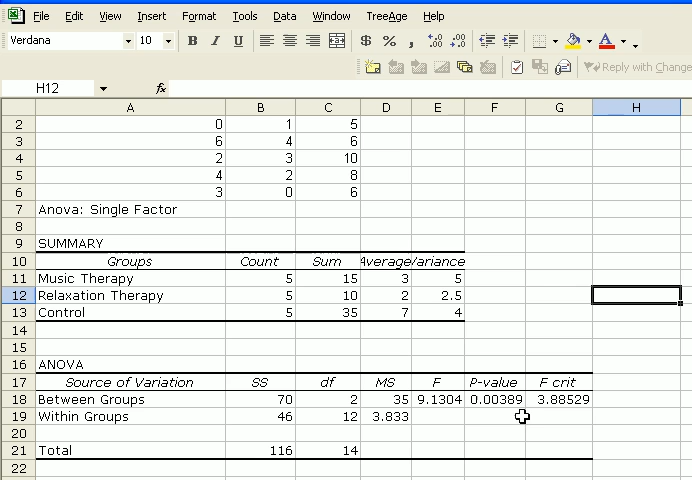 File Edit View Insert Format Tools Data Window TreeAge Help
Verdana 10 B I U $ % , .00 .00
Reply with Change
H12 fx
A B C D E F G H
2 0 1 5
3 6 4 6
4 2 3 10
5 4 2 8
6 3 0 6
7 Anova: Single Factor
8
9 SUMMARY
10 Groups Count Sum Average Variance
11 Music Therapy 5 15 3 5
12 Relaxation Therapy 5 10 2 2.5
13 Control 5 35 7 4
14
15
16 ANOVA
17 Source of Variation SS df MS F P-value F crit
18 Between Groups 70 2 35 9.1304 0.00389 3.88529
19 Within Groups 46 12 3.833
20
21 Total 116 14
22